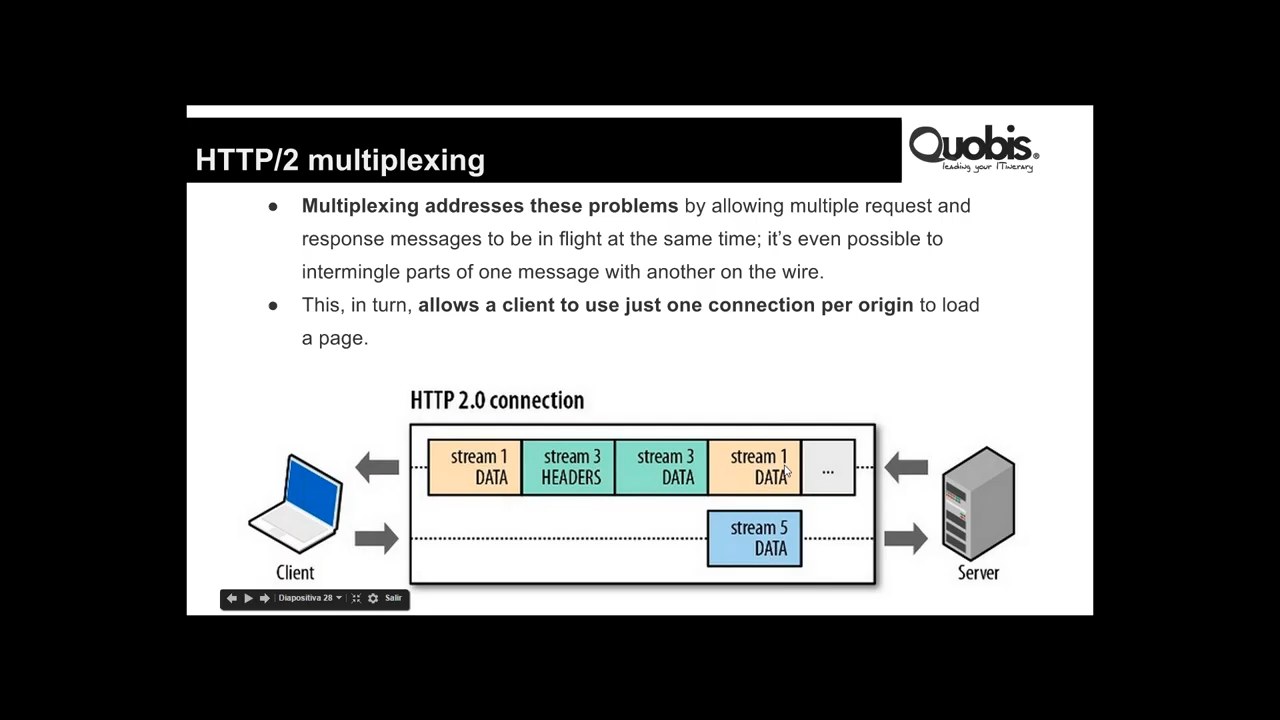 HTTP/2 multiplexing
Quobis®
leading your ITinerary
● Multiplexing addresses these problems by allowing multiple request and
response messages to be in flight at the same time; it's even possible to
intermingle parts of one message with another on the wire.
● This, in turn, allows a client to use just one connection per origin to load
a page.
HTTP 2.0 connection
stream 1
DATA
stream 3
HEADERS
stream 3
DATA
stream 1
DATA
...
stream 5
DATA
Client
Server
Diapositiva 28
Salir